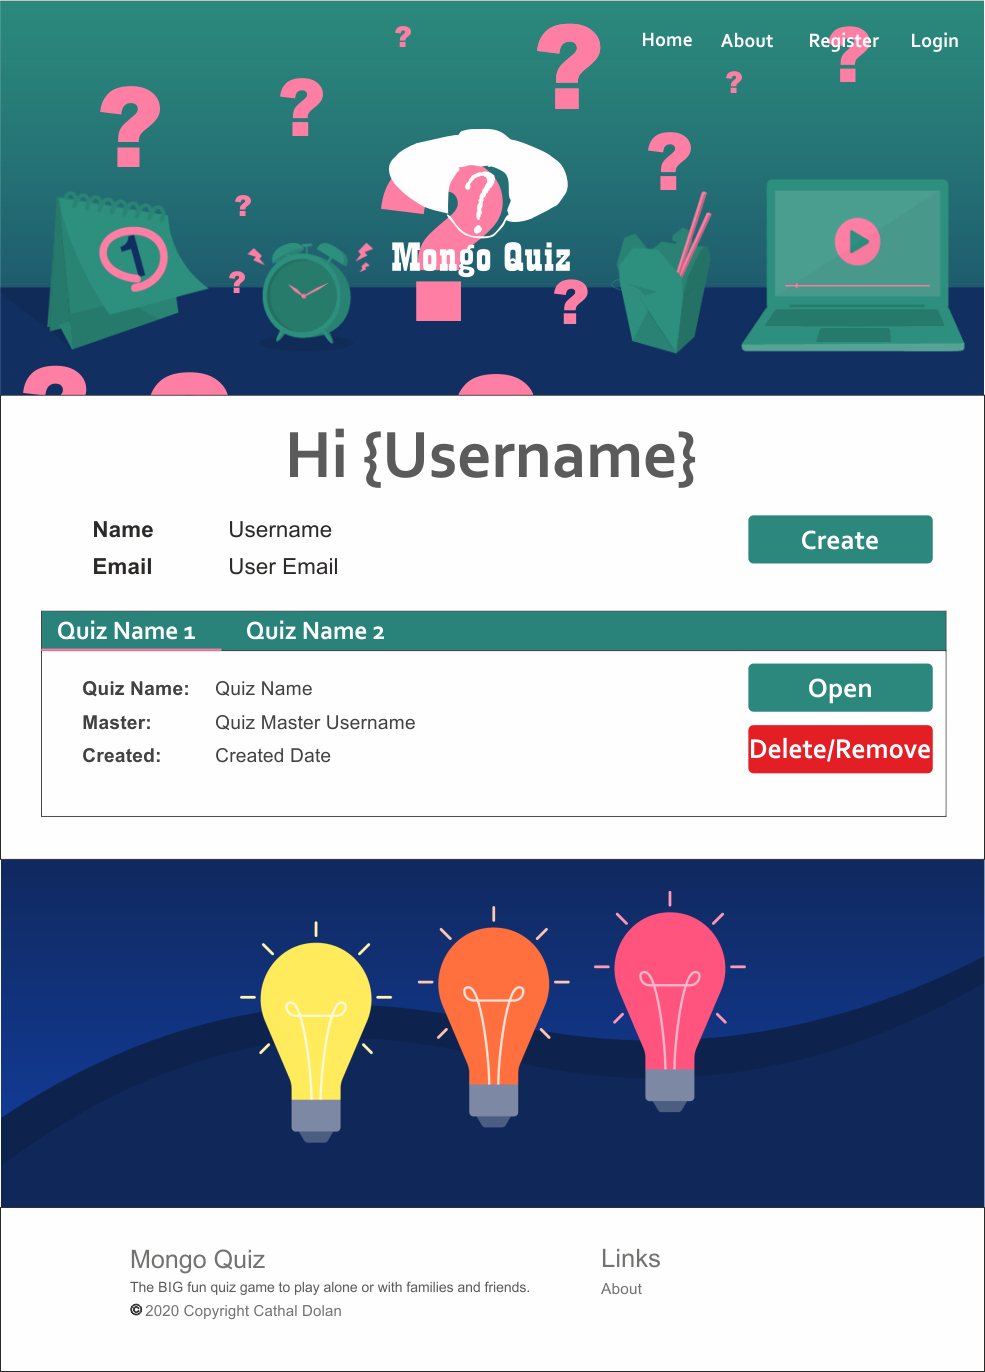 Home About Register Login
1
Mongo Quiz
Hi {Username}
Name Username
Create
Email User Email
Quiz Name 1 Quiz Name 2
Quiz Name: Quiz Name
Open
Master: Quiz Master Username
Delete/Remove
Created: Created Date
Mongo Quiz
Links
The BIG fun quiz game to play alone or with families and friends.
About
© 2020 Copyright Cathal Dolan